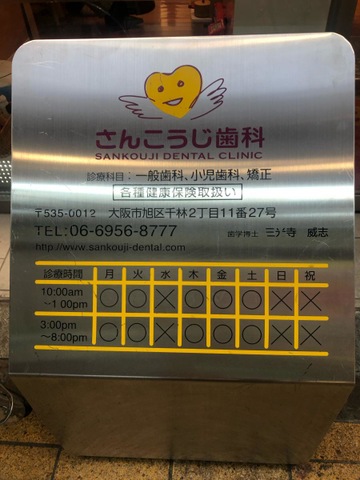 さんこうじ歯科
SANKOUJI DENTAL CLINIC
診療科目：一般歯科、小児歯科、矯正
各種健康保険取扱い
〒535-0012 大阪市旭区千林2丁目11番27号
TEL:06-6956-8777 歯学博士 寺 威志
http://www.sankouji-dental.com
診療時間 月 火 水 木 金 土 日 祝
10:00am
~1:00pm ○ ○ × ○ ○ ○ × ×
3:00pm
~8:00pm ○ ○ × ○ ○ ○ × ×